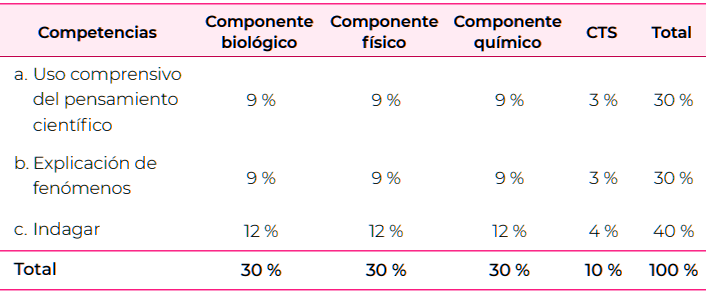 Competencias Componente biológico Componente físico Componente químico CTS Total
a. Uso comprensivo del pensamiento científico 9 % 9 % 9 % 3 % 30 %
b. Explicación de fenómenos 9 % 9 % 9 % 3 % 30 %
c. Indagar 12 % 12 % 12 % 4 % 40 %
Total 30 % 30 % 30 % 10 % 100 %